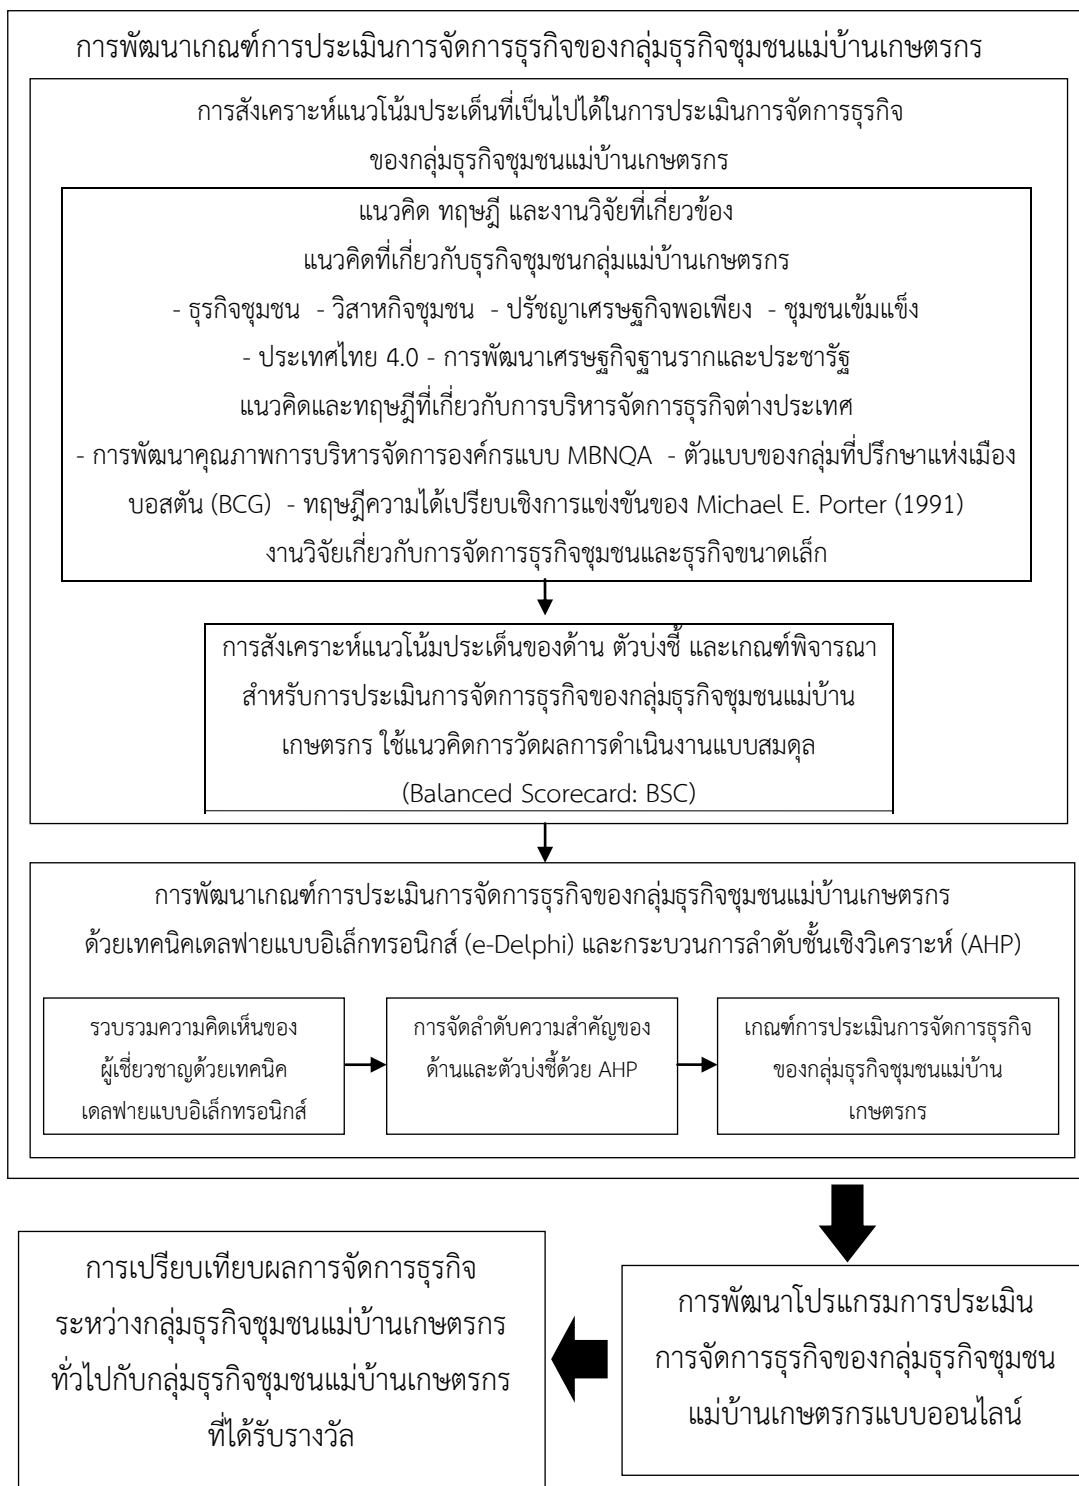 การพัฒนาเกณฑ์การประเมินการจัดการธุรกิจของกลุ่มธุรกิจชุมชนแม่บ้านเกษตรกร
การสังเคราะห์แนวโน้มประเด็นที่เป็นไปได้ในการประเมินการจัดการธุรกิจ
ของกลุ่มธุรกิจชุมชนแม่บ้านเกษตรกร
แนวคิด ทฤษฎี และงานวิจัยที่เกี่ยวข้อง
แนวคิดที่เกี่ยวกับธุรกิจชุมชนกลุ่มแม่บ้านเกษตรกร
- ธุรกิจชุมชน - วิสาหกิจชุมชน - ปรัชญาเศรษฐกิจพอเพียง - ชุมชนเข้มแข็ง
- ประเทศไทย 4.0 - การพัฒนาเศรษฐกิจฐานรากและประชารัฐ
แนวคิดและทฤษฎีที่เกี่ยวกับการบริหารจัดการธุรกิจต่างประเทศ
- การพัฒนาคุณภาพการบริหารจัดการองค์กรแบบ MBNQA - ตัวแบบของกลุ่มที่ปรึกษาแห่งเมือง
บอสตัน (BCG) - ทฤษฎีความได้เปรียบเชิงการแข่งขันของ Michael E. Porter (1991)
งานวิจัยเกี่ยวกับการจัดการธุรกิจชุมชนและธุรกิจขนาดเล็ก
การสังเคราะห์แนวโน้มประเด็นของด้าน ตัวบ่งชี้ และเกณฑ์พิจารณา
สำหรับการประเมินการจัดการธุรกิจของกลุ่มธุรกิจชุมชนแม่บ้าน
เกษตรกร ใช้แนวคิดการวัดผลการดำเนินงานแบบสมดุล
(Balanced Scorecard: BSC)
การพัฒนาเกณฑ์การประเมินการจัดการธุรกิจของกลุ่มธุรกิจชุมชนแม่บ้านเกษตรกร
ด้วยเทคนิคเดลฟายแบบอิเล็กทรอนิกส์ (e-Delphi) และกระบวนการลำดับชั้นเชิงวิเคราะห์ (AHP)
รวบรวมความคิดเห็นของ
ผู้เชี่ยวชาญด้วยเทคนิค
เดลฟายแบบอิเล็กทรอนิกส์
การจัดลำดับความสำคัญของ
ด้านและตัวบ่งชี้ด้วย AHP
เกณฑ์การประเมินการจัดการธุรกิจ
ของกลุ่มธุรกิจชุมชนแม่บ้าน
เกษตรกร
การพัฒนาโปรแกรมการประเมิน
การจัดการธุรกิจของกลุ่มธุรกิจชุมชน
แม่บ้านเกษตรกรแบบออนไลน์
การเปรียบเทียบผลการจัดการธุรกิจ
ระหว่างกลุ่มธุรกิจชุมชนแม่บ้านเกษตรกร
ทั่วไปกับกลุ่มธุรกิจชุมชนแม่บ้านเกษตรกร
ที่ได้รับรางวัล